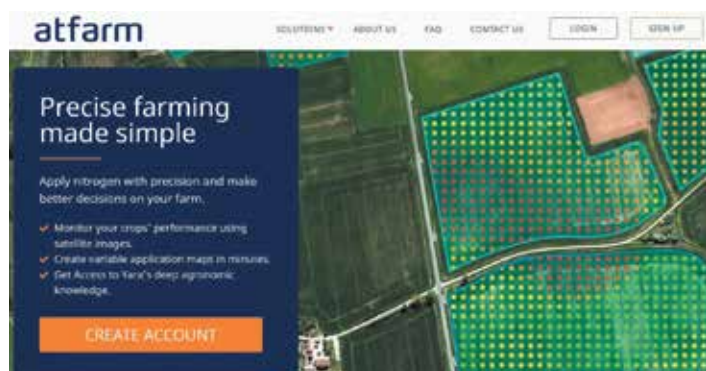 atfarm
SOLUTIONS ABOUT US FAQ CONTACT US LOGIN SIGN UP
Precise farming
made simple
Apply nitrogen with precision and make
better decisions on your farm.
Monitor your crops' performance using
satellite images.
Create variable application maps in minutes.
Get Access to Yara's deep agronomic
knowledge.
CREATE ACCOUNT